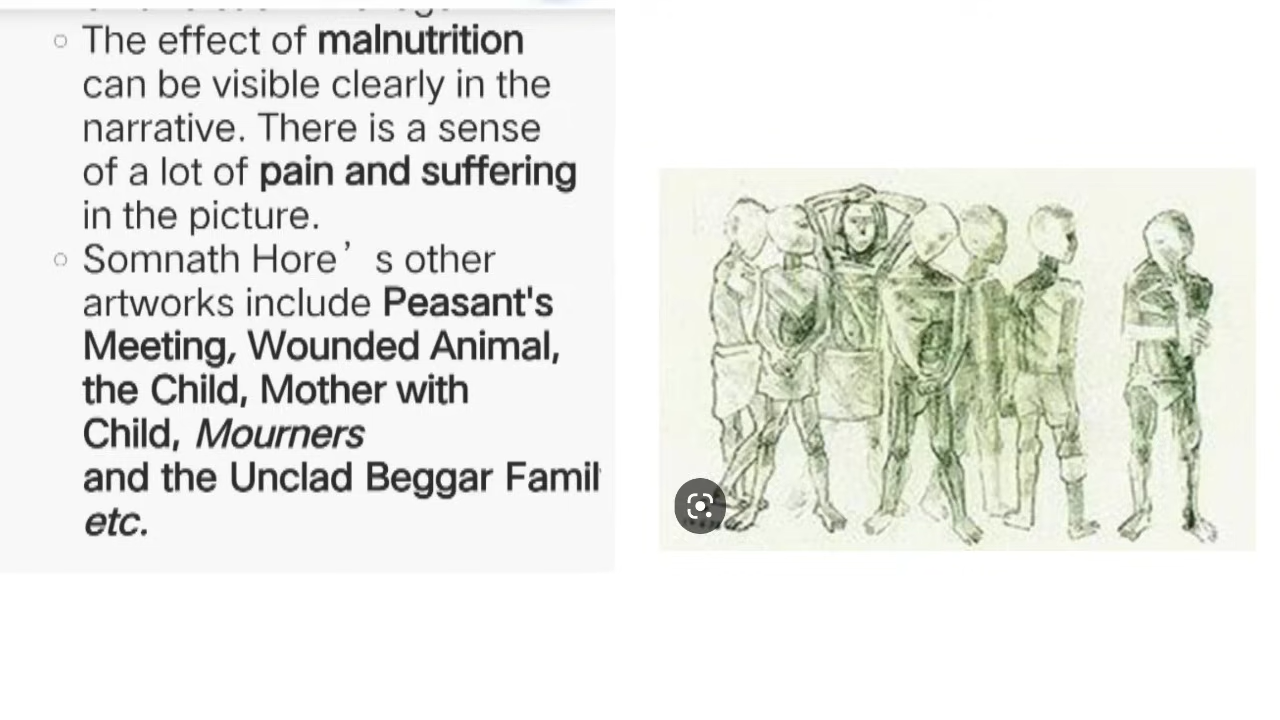 The effect of malnutrition
can be visible clearly in the
narrative. There is a sense
of a lot of pain and suffering
in the picture.
Somnath Hore’ s other
artworks include Peasant's
Meeting, Wounded Animal,
the Child, Mother with
Child, Mourners
and the Unclad Beggar Famil
etc.